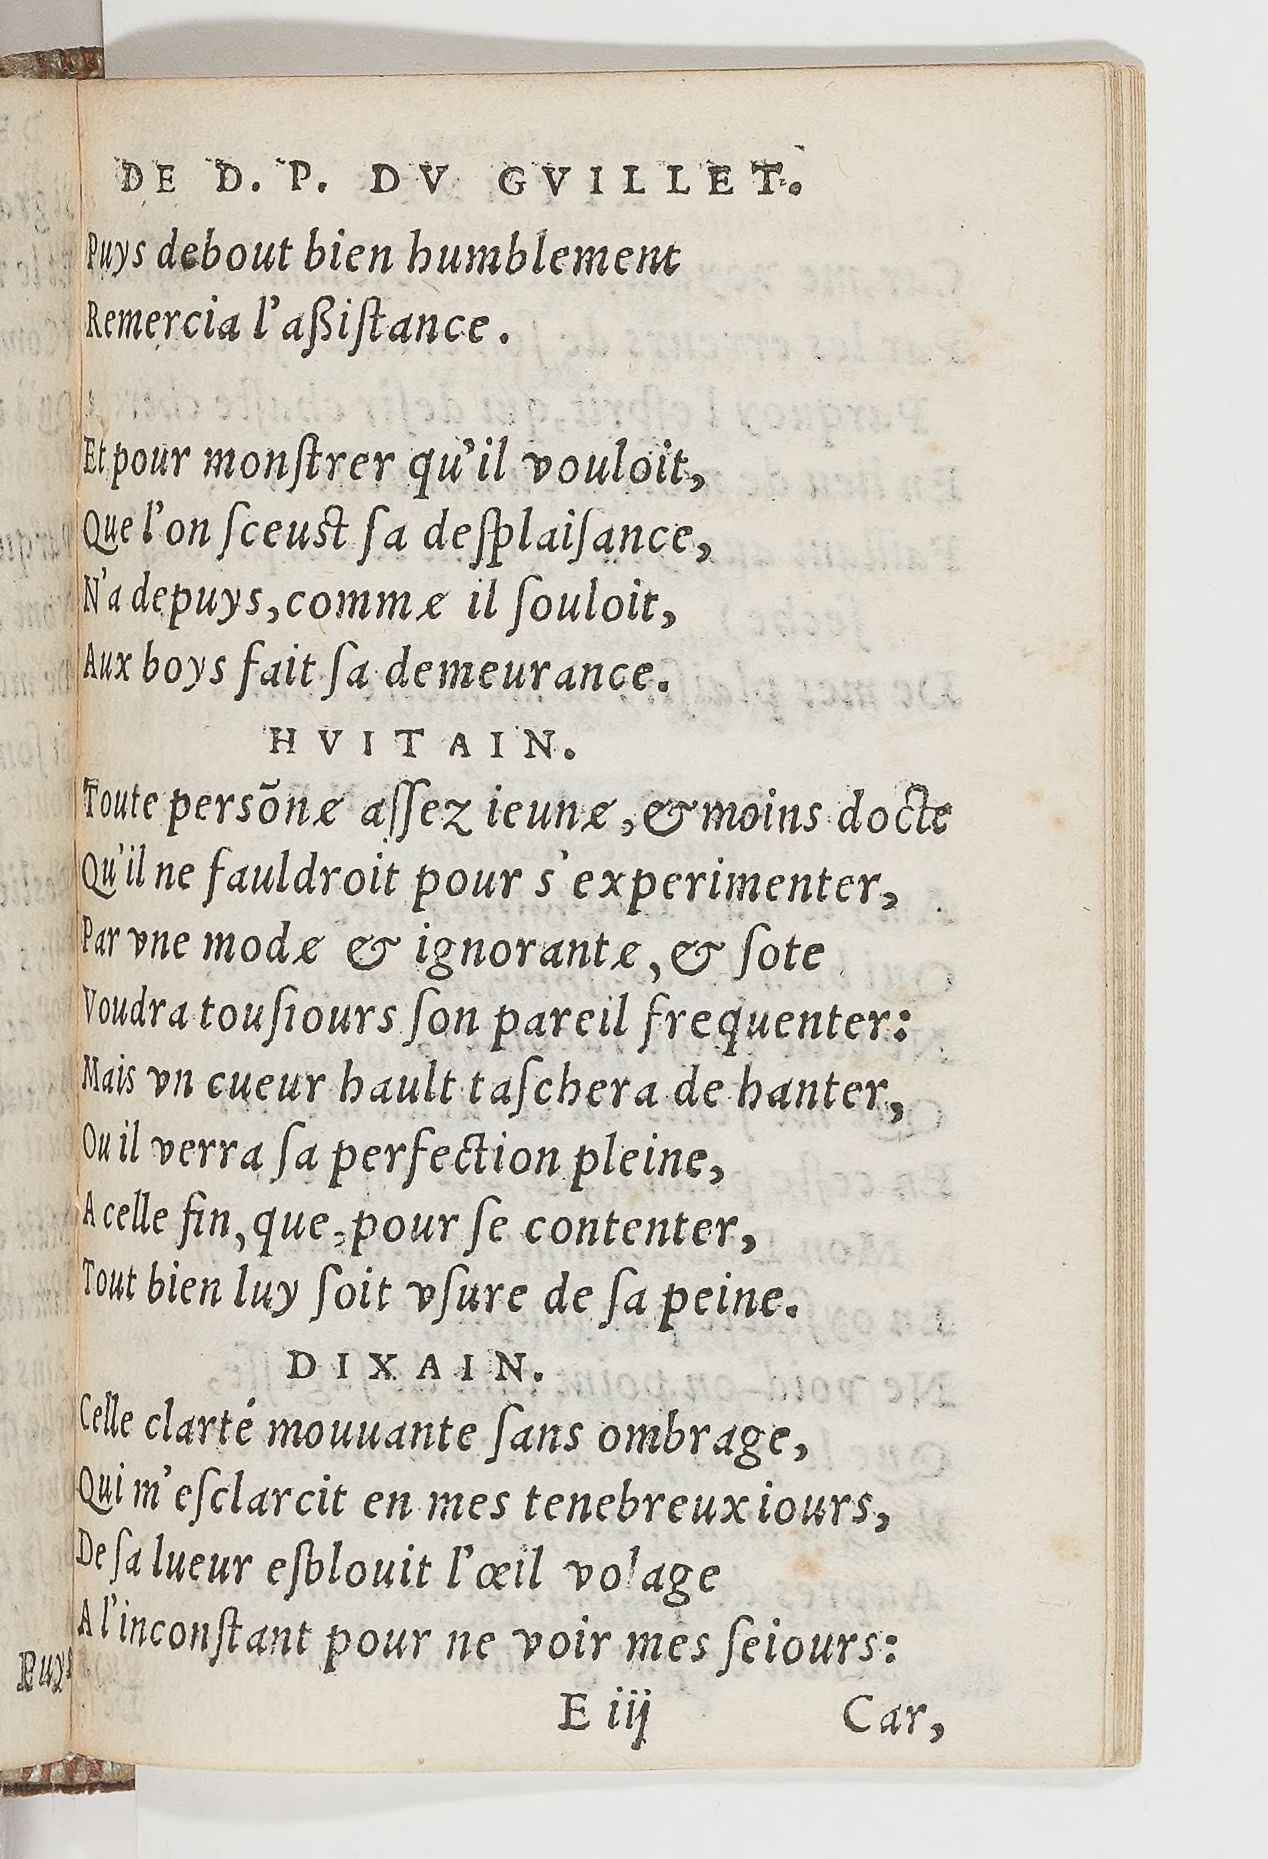 DE D. P. DV GVILLET.
Puys debout bien humblement
Remercia l'aßiſtance.
Et pour monſtrer qu'il vouloit,
Que l'on ſceuſt ſa deſplaiſance,
N'a depuys, comme il ſouloit,
Aux boys fait ſa demeurance.
HVITAIN.
Toute persõne aſſez ieune, & moins docte
Qu'il ne fauldroit pour s'experimenter,
Par vne mode & ignorante, & ſote
Voudra touſiours ſon pareil frequenter:
Mais vn cueur hault taſchera de hanter,
Ou il verra ſa perfection pleine,
A celle fin, que, pour ſe contenter,
Tout bien luy ſoit vſure de ſa peine.
DIXAIN.
Celle clarté mouuante ſans ombrage,
Qui m'eſclarcit en mes tenebreux iours,
De ſa lueur eſblouit l'œil volage
A l'inconſtant pour ne voir mes ſeiours:
Puys
E iij Car,